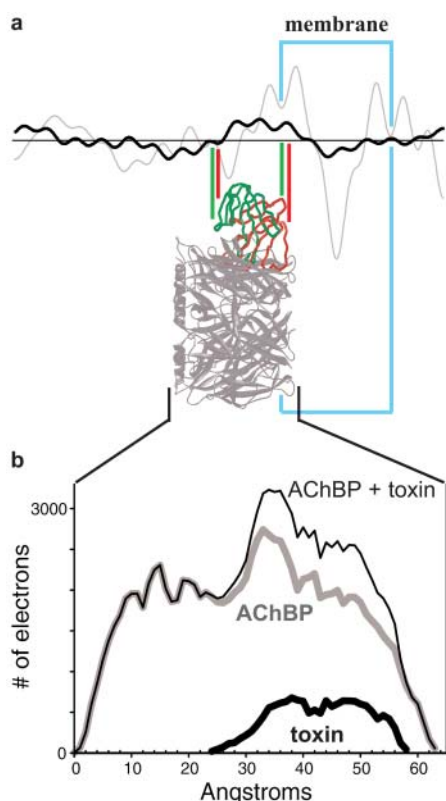 a
membrane
b
3000
AChBP + toxin
AChBP
# of electrons
toxin
0
0 10 20 30 40 50 60
Angstroms